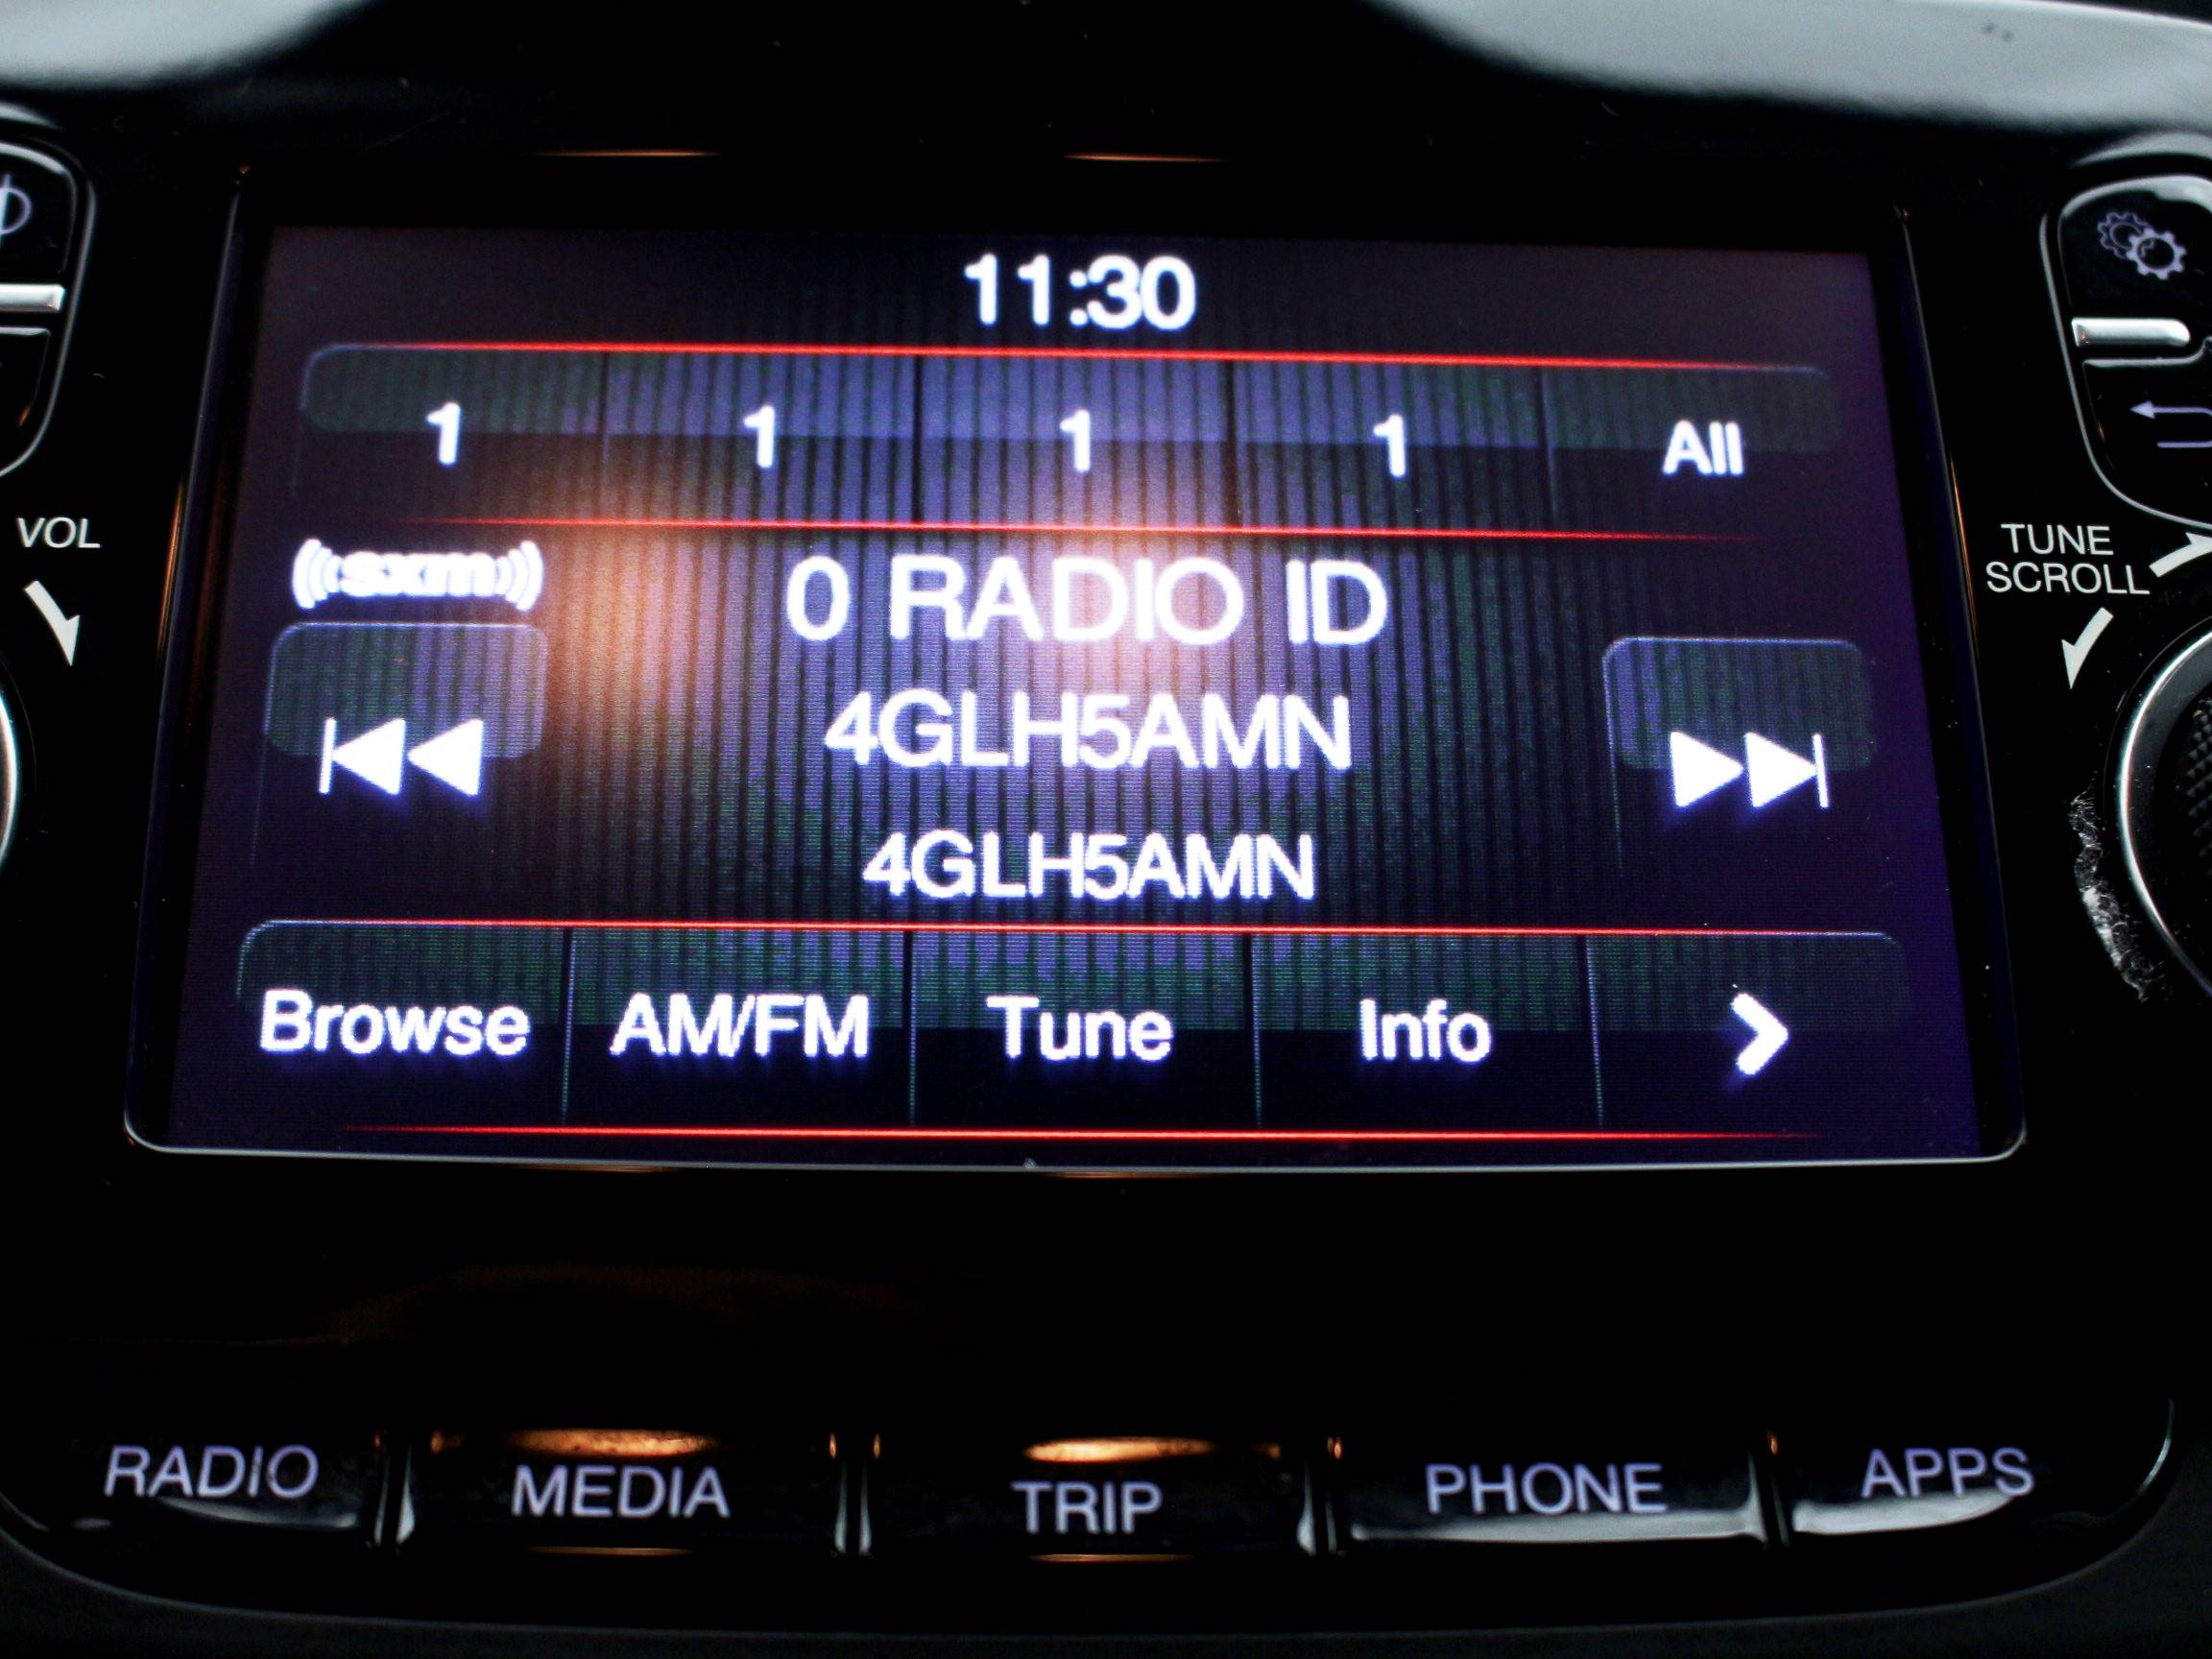 11:30
1 1 1 1 All
sxm
0 RADIO ID
4GLH5AMN
4GLH5AMN
Browse AM/FM Tune Info
VOL
TUNE
SCROLL
RADIO MEDIA TRIP PHONE APPS